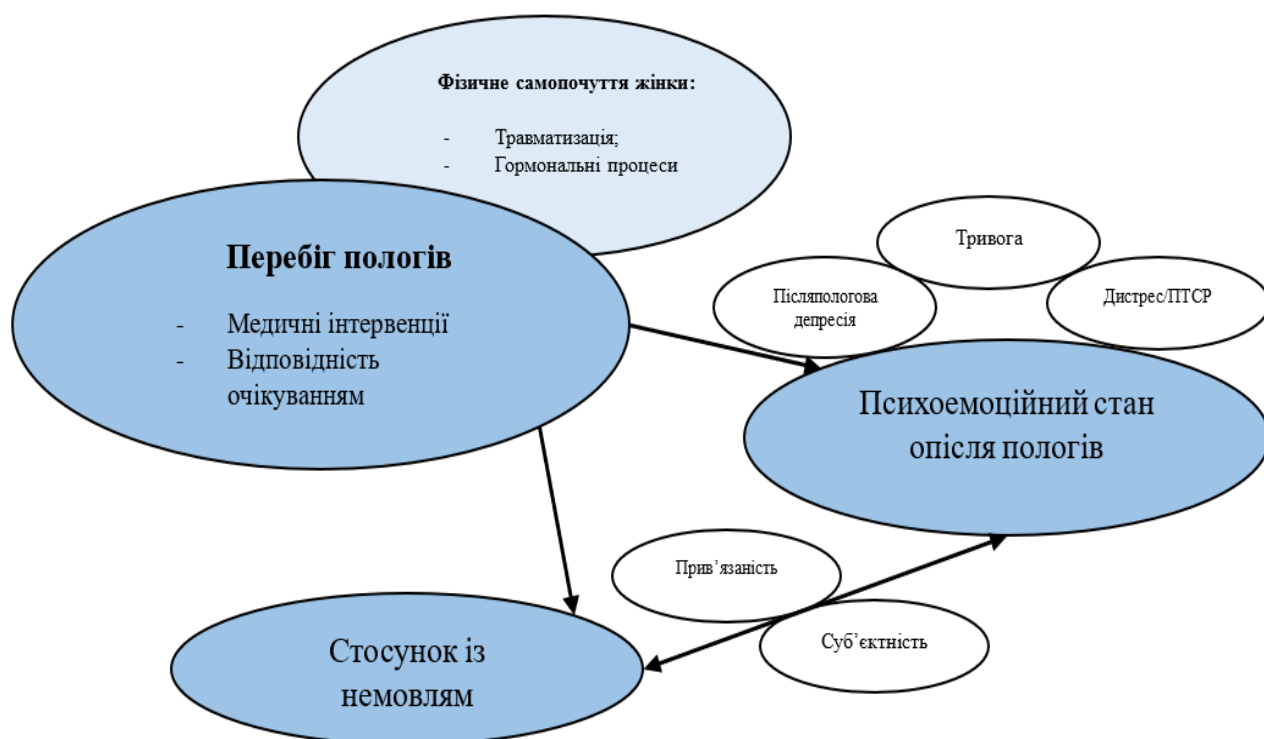 Фізичне самопочуття жінки:
- Травматизація;
- Гормональні процеси
Перебіг пологів
- Медичні інтервенції
- Відповідність
очікуванням
Тривога
Післяпологова
депресія
Дистрес/ПТСР
Психоемоційний стан
опісля пологів
Прив’язаність
Суб’єктність
Стосунок із
немовлям